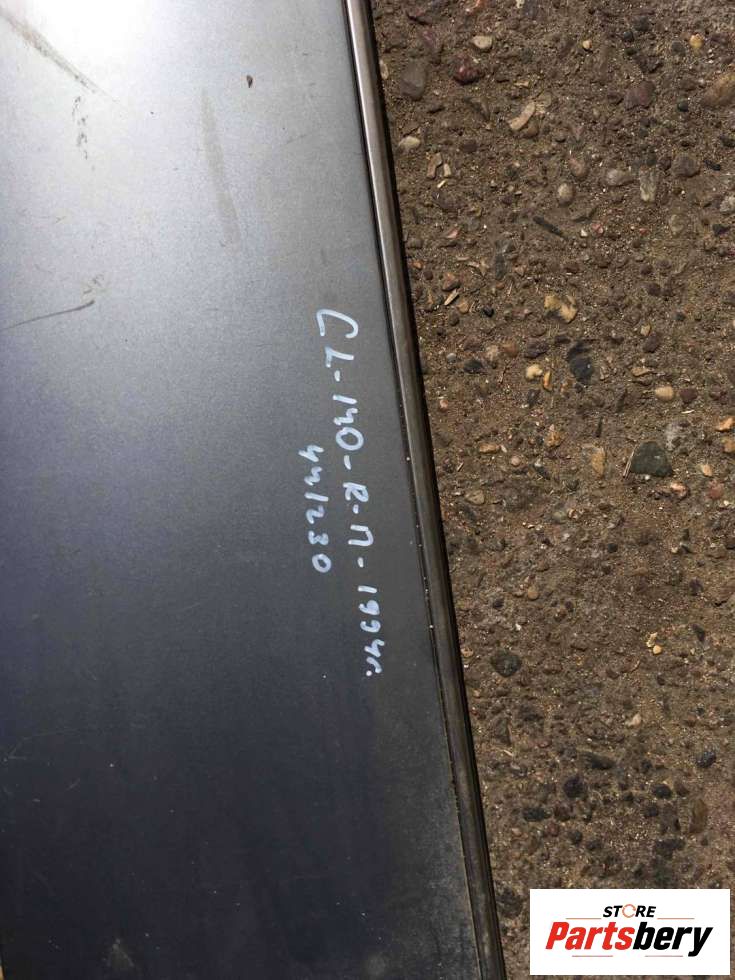 CL-140-R-П-1994г.
441230
STORE
Partsbery